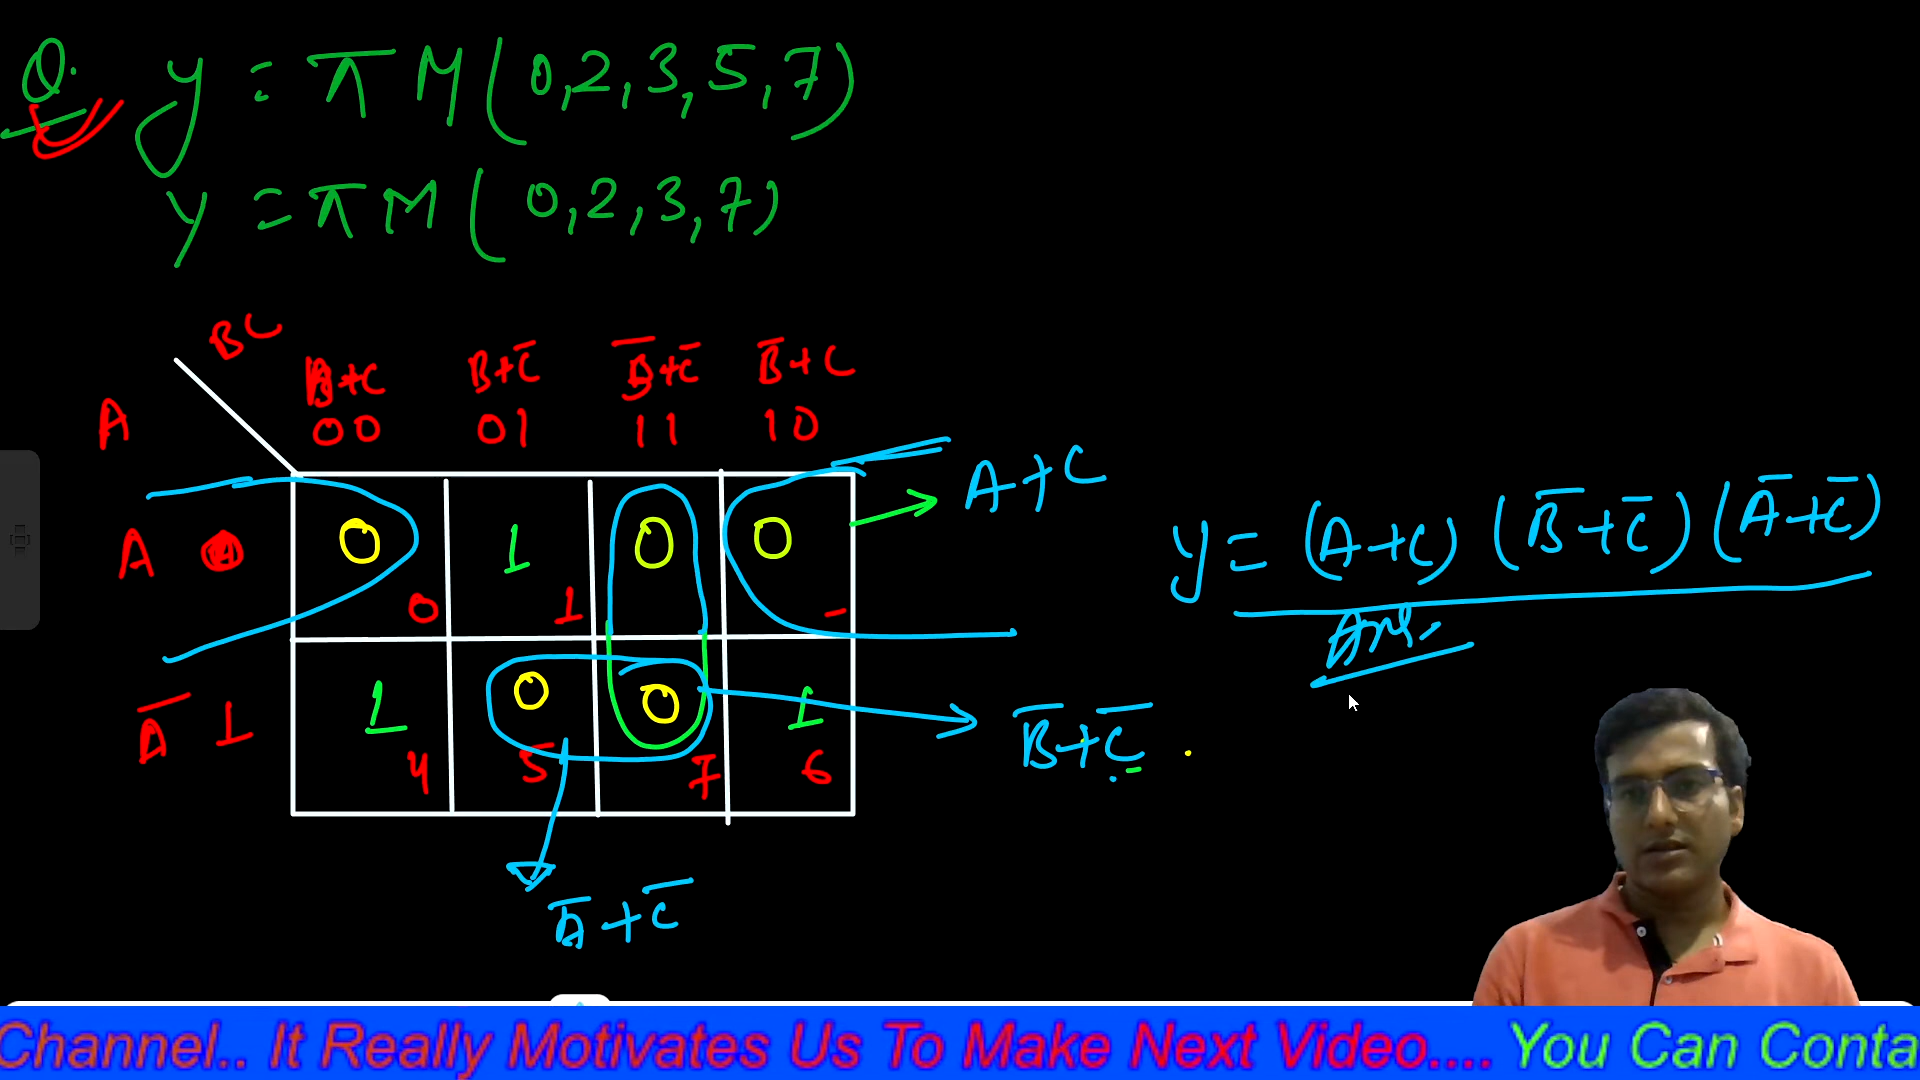 Q. y = π M(0,2,3,5,7)
y = π M(0,2,3,7)
BC
A
B+C B+C̅ B̅+C̅ B̅+C
00 01 11 10
A+C
A 0 1 0 0
0 1 -
y = (A+C) (B̅+C̅) (A̅+C̅)
Ans.
A̅ 1 1 0 0 1
4 5 7 6
B̅+C̅
A̅+C̅
Channel.. It Really Motivates Us To Make Next Video.... You Can Conta